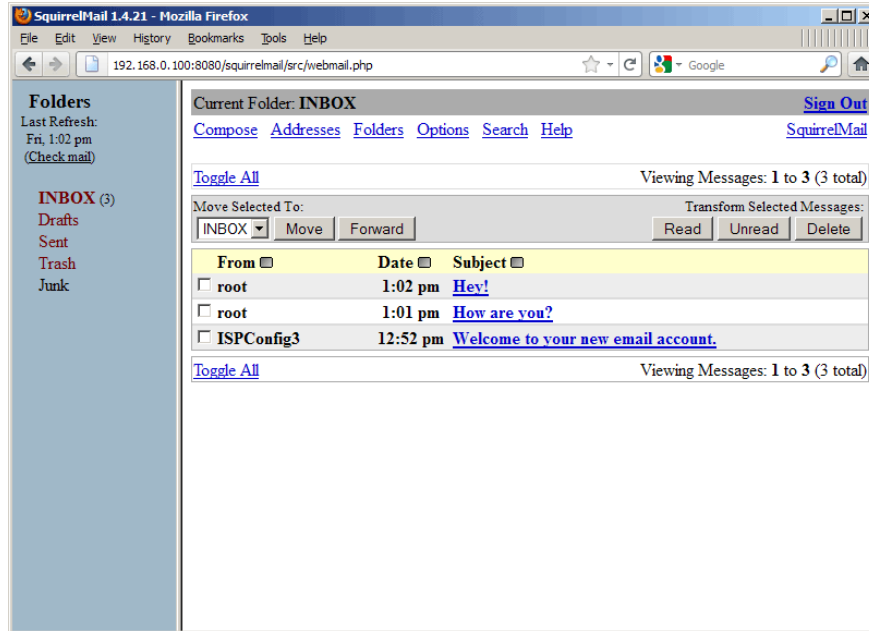 SquirrelMail 1.4.21 - Mozilla Firefox
File Edit View History Bookmarks Tools Help
192.168.0.100:8080/squirrelmail/src/webmail.php Google
Folders
Last Refresh:
Fri, 1:02 pm
(Check mail)
INBOX (3)
Drafts
Sent
Trash
Junk
Current Folder: INBOX Sign Out
Compose Addresses Folders Options Search Help SquirrelMail
Toggle All Viewing Messages: 1 to 3 (3 total)
Move Selected To: Transform Selected Messages:
INBOX Move Forward Read Unread Delete
From Date Subject
root 1:02 pm Hey!
root 1:01 pm How are you?
ISPConfig3 12:52 pm Welcome to your new email account.
Toggle All Viewing Messages: 1 to 3 (3 total)